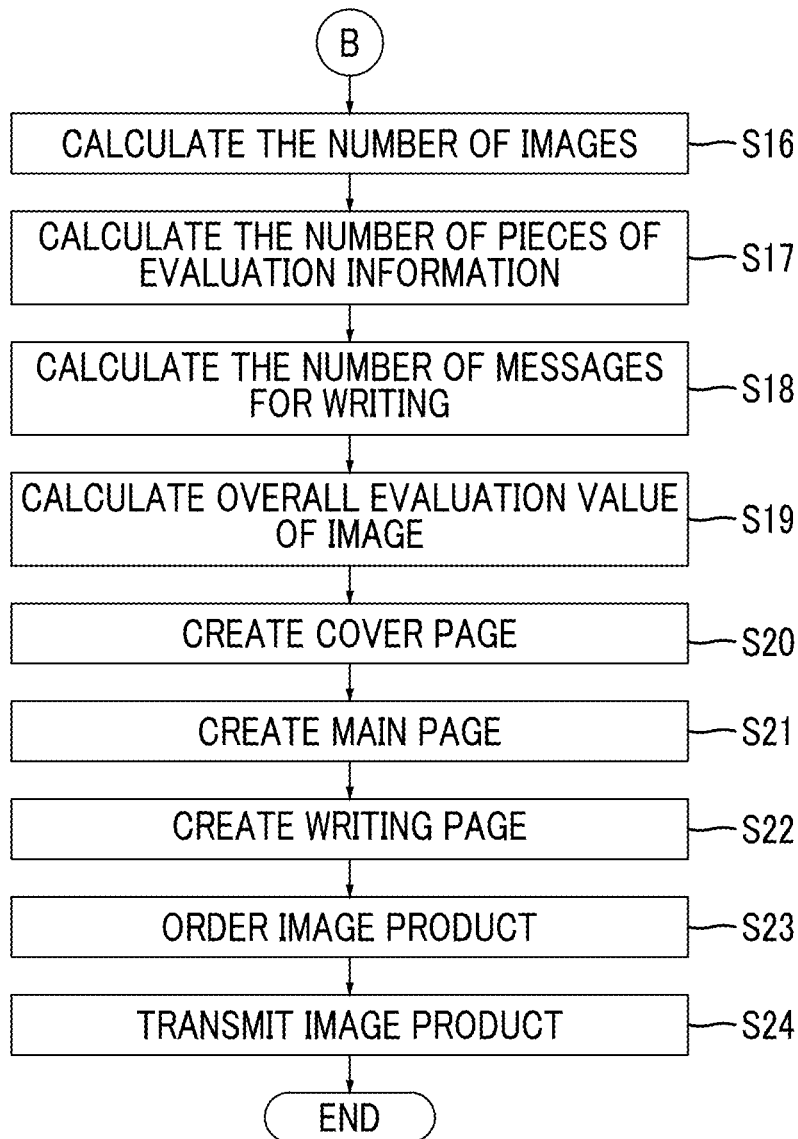 B
CALCULATE THE NUMBER OF IMAGES
S16
CALCULATE THE NUMBER OF PIECES OF
EVALUATION INFORMATION
S17
CALCULATE THE NUMBER OF MESSAGES
FOR WRITING
S18
CALCULATE OVERALL EVALUATION VALUE
OF IMAGE
S19
CREATE COVER PAGE
S20
CREATE MAIN PAGE
S21
CREATE WRITING PAGE
S22
ORDER IMAGE PRODUCT
S23
TRANSMIT IMAGE PRODUCT
S24
END